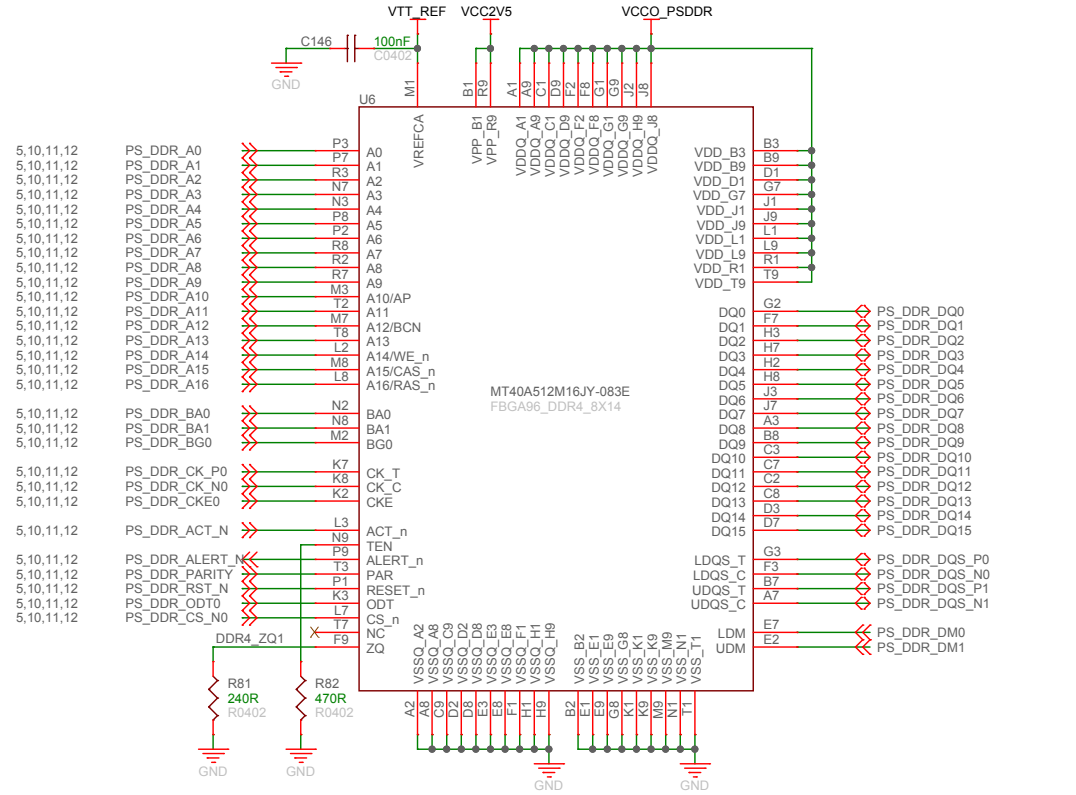 VTT_REF VCC2V5 VCCO_PSDDR
C146 100nF
C0402
GND
M1 B1 R9 A1 A9 C1 D9 F2 F8 G1 G9 J2 J8
U6
VREFCA VPP_B1 VPP_R9 VDDQ_A1 VDDQ_A9 VDDQ_C1 VDDQ_D9 VDDQ_F2 VDDQ_F8 VDDQ_G1 VDDQ_G9 VDDQ_H9 VDDQ_J8
5,10,11,12 PS_DDR_A0 P3 A0
5,10,11,12 PS_DDR_A1 P7 A1
5,10,11,12 PS_DDR_A2 R3 A2
5,10,11,12 PS_DDR_A3 N7 A3
5,10,11,12 PS_DDR_A4 N3 A4
5,10,11,12 PS_DDR_A5 P8 A5
5,10,11,12 PS_DDR_A6 P2 A6
5,10,11,12 PS_DDR_A7 R8 A7
5,10,11,12 PS_DDR_A8 R2 A8
5,10,11,12 PS_DDR_A9 R7 A9
5,10,11,12 PS_DDR_A10 M3 A10/AP
5,10,11,12 PS_DDR_A11 T2 A11
5,10,11,12 PS_DDR_A12 M7 A12/BCN
5,10,11,12 PS_DDR_A13 T8 A13
5,10,11,12 PS_DDR_A14 L2 A14/WE_n
5,10,11,12 PS_DDR_A15 M8 A15/CAS_n
5,10,11,12 PS_DDR_A16 L8 A16/RAS_n
5,10,11,12 PS_DDR_BA0 N2 BA0
5,10,11,12 PS_DDR_BA1 N8 BA1
5,10,11,12 PS_DDR_BG0 M2 BG0
5,10,11,12 PS_DDR_CK_P0 K7 CK_T
5,10,11,12 PS_DDR_CK_N0 K8 CK_C
5,10,11,12 PS_DDR_CKE0 K2 CKE
5,10,11,12 PS_DDR_ACT_N L3 ACT_n
N9 TEN
5,10,11,12 PS_DDR_ALERT_N P9 ALERT_n
5,10,11,12 PS_DDR_PARITY T3 PAR
5,10,11,12 PS_DDR_RST_N P1 RESET_n
5,10,11,12 PS_DDR_ODT0 K3 ODT
5,10,11,12 PS_DDR_CS_N0 L7 CS_n
T7 NC
DDR4_ZQ1 F9 ZQ
MT40A512M16JY-083E
FBGA96_DDR4_8X14
VDD_B3 B3
VDD_B9 B9
VDD_D1 D1
VDD_G7 G7
VDD_J1 J1
VDD_J9 J9
VDD_L1 L1
VDD_L9 L9
VDD_R1 R1
VDD_T9 T9
DQ0 G2 PS_DDR_DQ0
DQ1 F7 PS_DDR_DQ1
DQ2 H3 PS_DDR_DQ2
DQ3 H7 PS_DDR_DQ3
DQ4 H2 PS_DDR_DQ4
DQ5 H8 PS_DDR_DQ5
DQ6 J3 PS_DDR_DQ6
DQ7 J7 PS_DDR_DQ7
DQ8 A3 PS_DDR_DQ8
DQ9 B8 PS_DDR_DQ9
DQ10 C3 PS_DDR_DQ10
DQ11 C7 PS_DDR_DQ11
DQ12 C2 PS_DDR_DQ12
DQ13 C8 PS_DDR_DQ13
DQ14 D3 PS_DDR_DQ14
DQ15 D7 PS_DDR_DQ15
LDQS_T G3 PS_DDR_DQS_P0
LDQS_C F3 PS_DDR_DQS_N0
UDQS_T B7 PS_DDR_DQS_P1
UDQS_C A7 PS_DDR_DQS_N1
LDM E7 PS_DDR_DM0
UDM E2 PS_DDR_DM1
VSSQ_A2 VSSQ_A8 VSSQ_C9 VSSQ_D2 VSSQ_D8 VSSQ_E3 VSSQ_E8 VSSQ_F1 VSSQ_H1 VSSQ_H9 VSS_B2 VSS_E1 VSS_E9 VSS_G8 VSS_K1 VSS_K9 VSS_M9 VSS_N1 VSS_T1
A2 A8 C9 D2 D8 E3 E8 F1 H1 H9 B2 E1 E9 G8 K1 K9 M9 N1 T1
R81 R82
240R 470R
R0402 R0402
GND GND GND GND